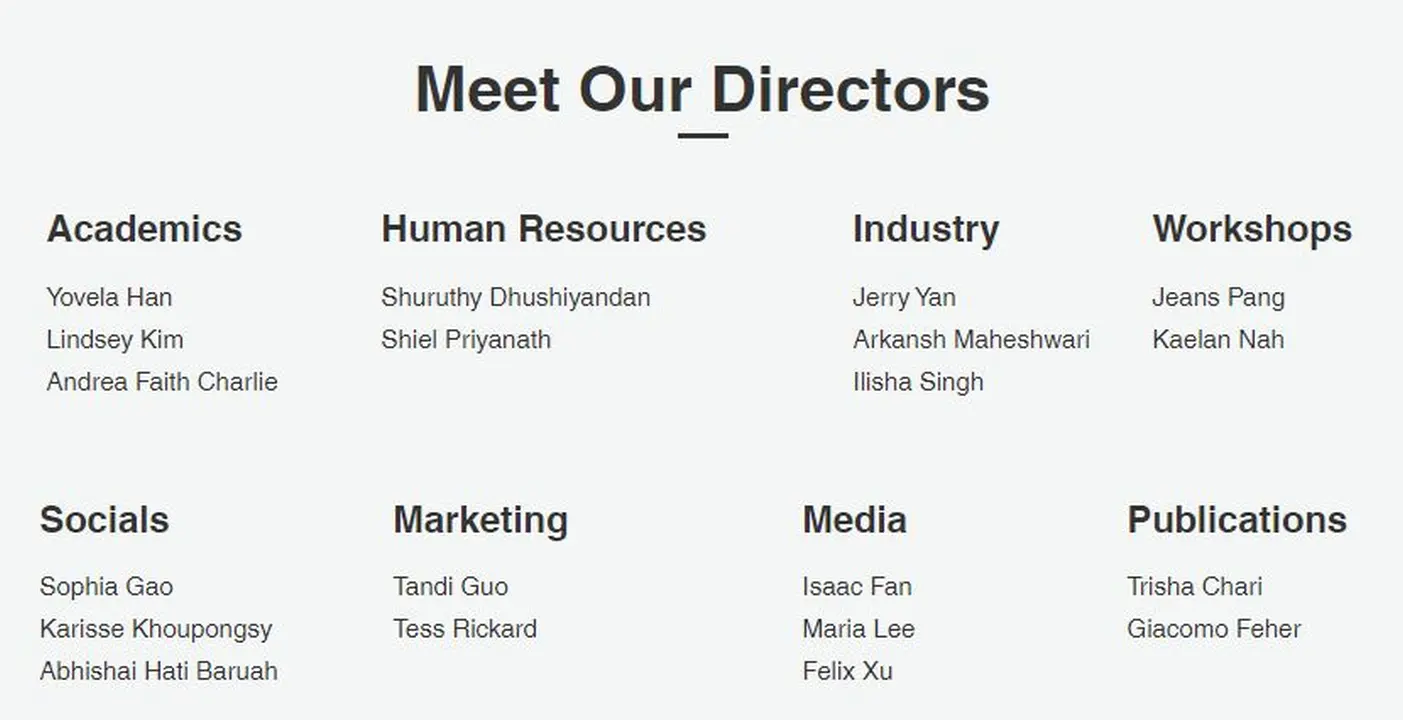 Meet Our Directors
Academics
Yovela Han
Lindsey Kim
Andrea Faith Charlie
Human Resources
Shuruthy Dhushiyandan
Shiel Priyanath
Industry
Jerry Yan
Arkansh Maheshwari
Ilisha Singh
Workshops
Jeans Pang
Kaelan Nah
Socials
Sophia Gao
Karisse Khoupongsy
Abhishai Hati Baruah
Marketing
Tandi Guo
Tess Rickard
Media
Isaac Fan
Maria Lee
Felix Xu
Publications
Trisha Chari
Giacomo Feher